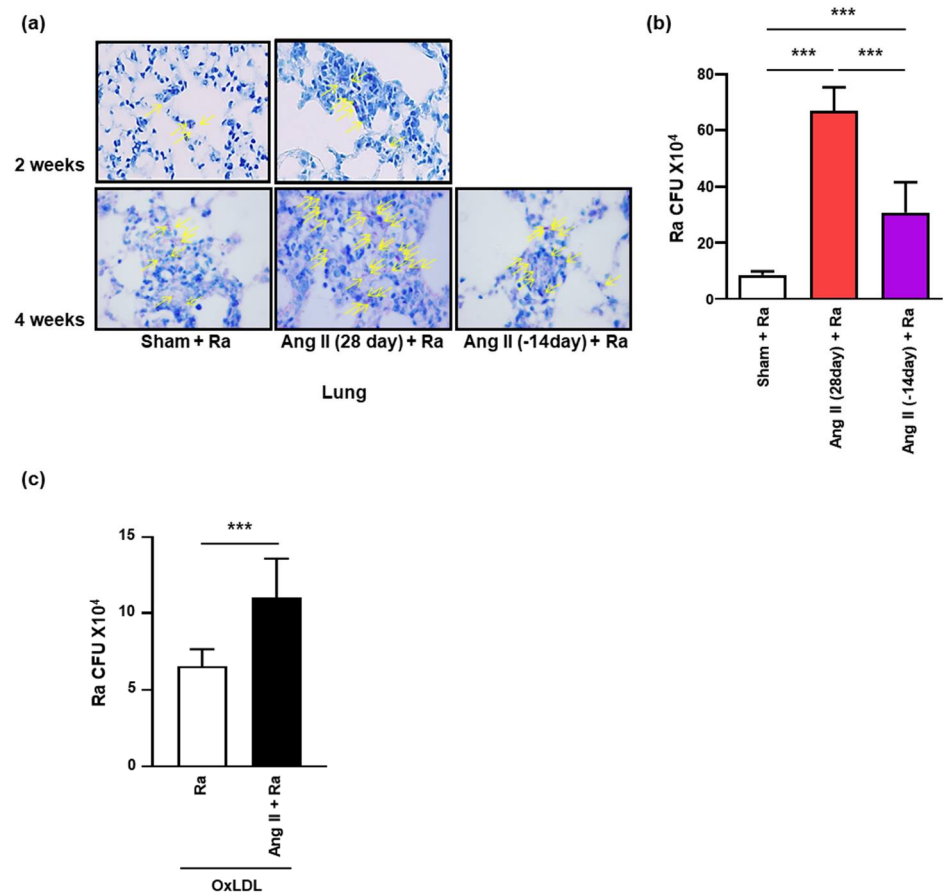 (a)
2 weeks
4 weeks
Sham + Ra
Ang II (28 day) + Ra
Ang II (-14day) + Ra
Lung
(b)
***
*** ***
Ra CFU X10⁴
80
60
40
20
0
Sham + Ra
Ang II (28day) + Ra
Ang II (-14day) + Ra
(c)
***
Ra CFU X10⁴
15
10
5
0
Ra
Ang II + Ra
OxLDL